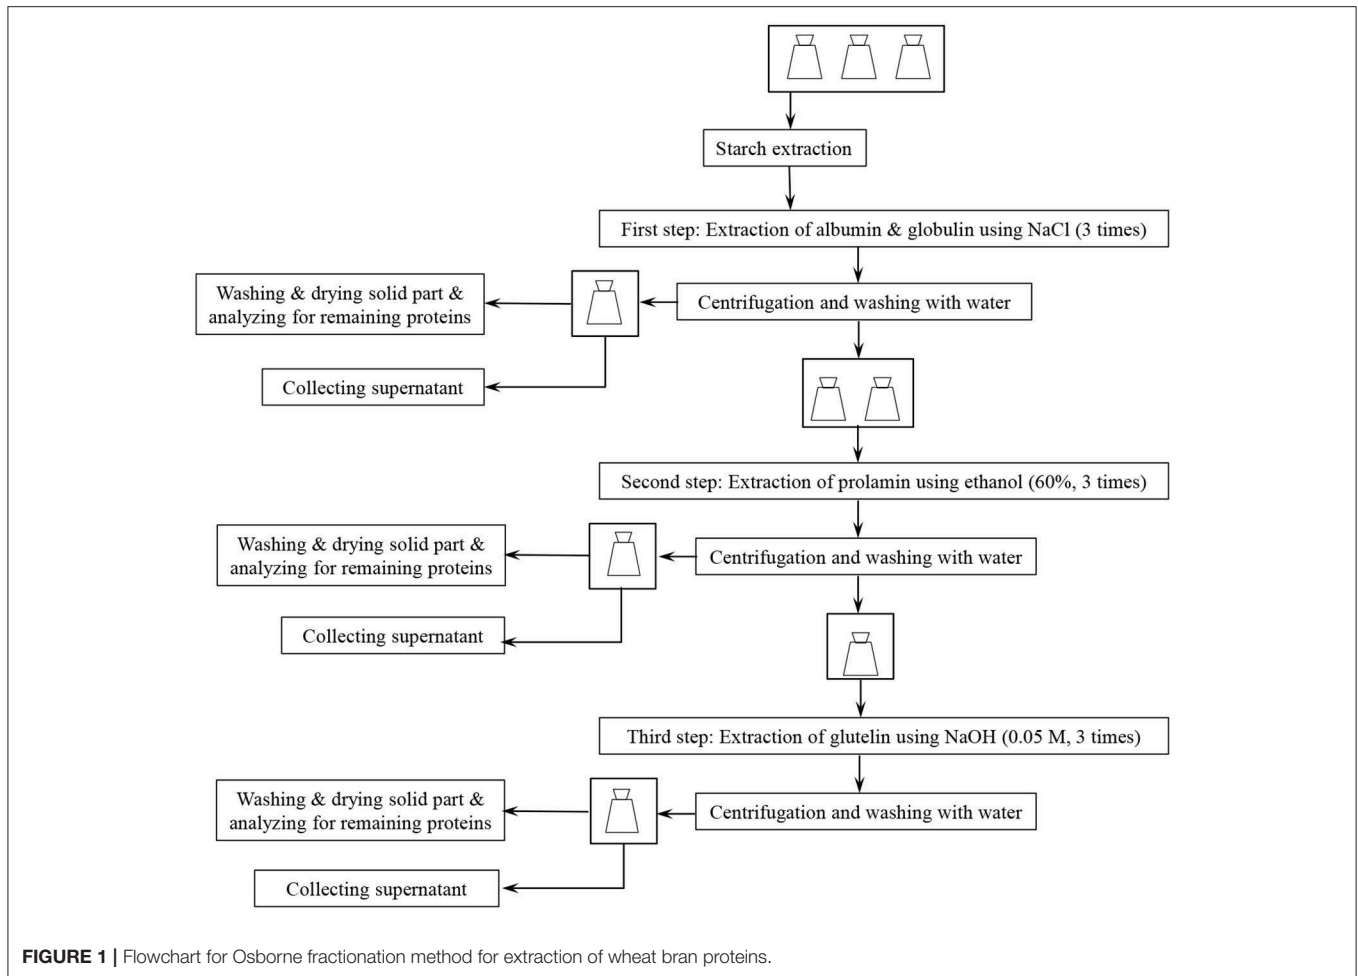 Starch extraction
First step: Extraction of albumin & globulin using NaCl (3 times)
Washing & drying solid part &
analyzing for remaining proteins
Centrifugation and washing with water
Collecting supernatant
Second step: Extraction of prolamin using ethanol (60%, 3 times)
Washing & drying solid part &
analyzing for remaining proteins
Centrifugation and washing with water
Collecting supernatant
Third step: Extraction of glutelin using NaOH (0.05 M, 3 times)
Washing & drying solid part &
analyzing for remaining proteins
Centrifugation and washing with water
Collecting supernatant
FIGURE 1 | Flowchart for Osborne fractionation method for extraction of wheat bran proteins.